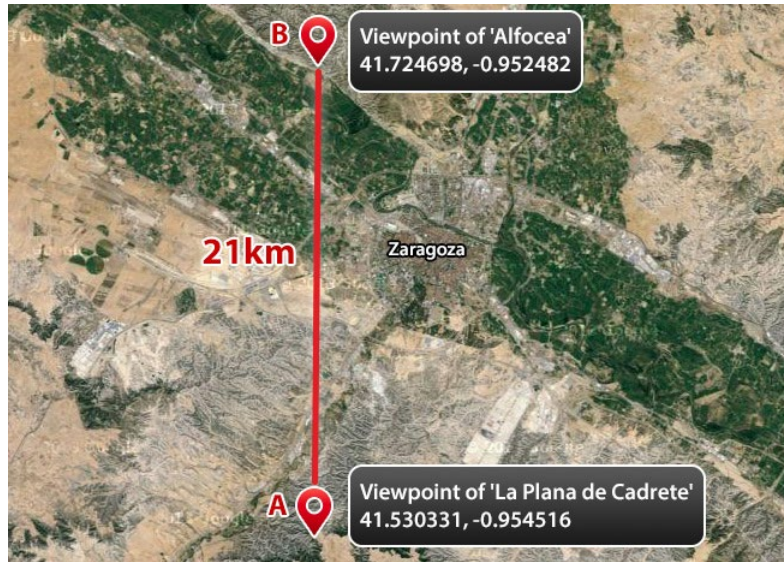 B
Viewpoint of 'Alfocea'
41.724698, -0.952482
21km
Zaragoza
A
Viewpoint of 'La Plana de Cadrete'
41.530331, -0.954516